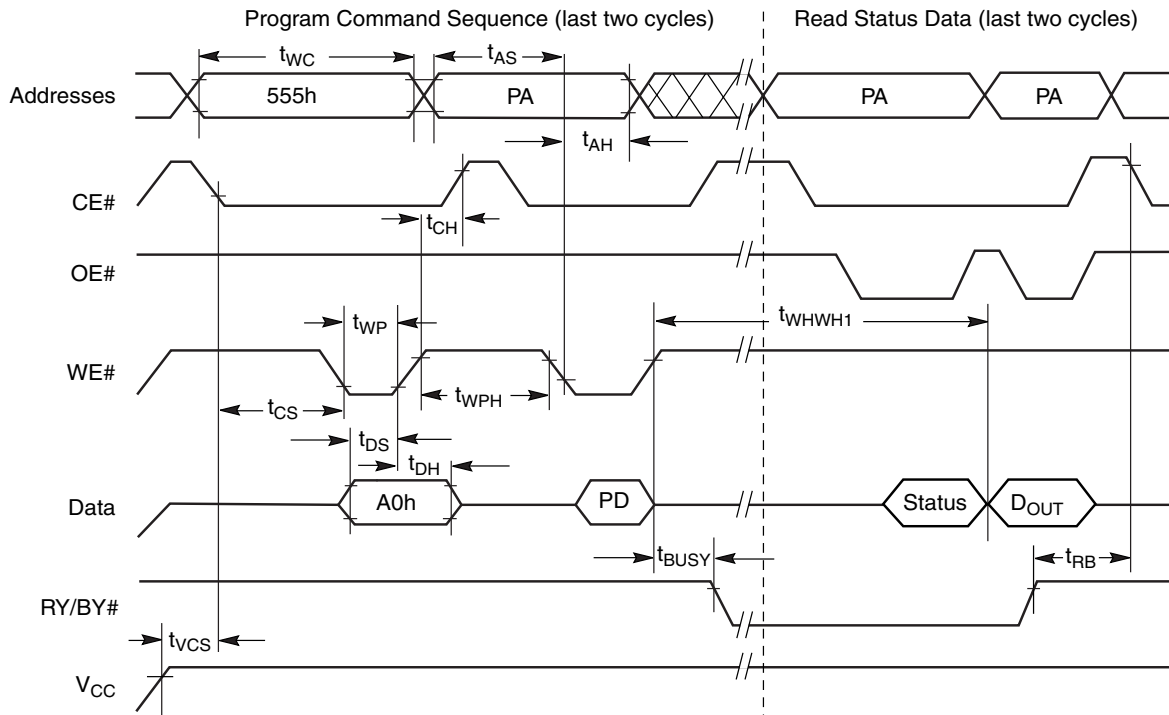 Program Command Sequence (last two cycles) Read Status Data (last two cycles)
tWC tAS
Addresses 555h PA PA PA
tAH
CE#
tCH
OE#
tWP tWHWH1
WE#
tCS tWPH
tDS
tDH
Data A0h PD Status DOUT
tBUSY tRB
RY/BY#
tVCS
VCC